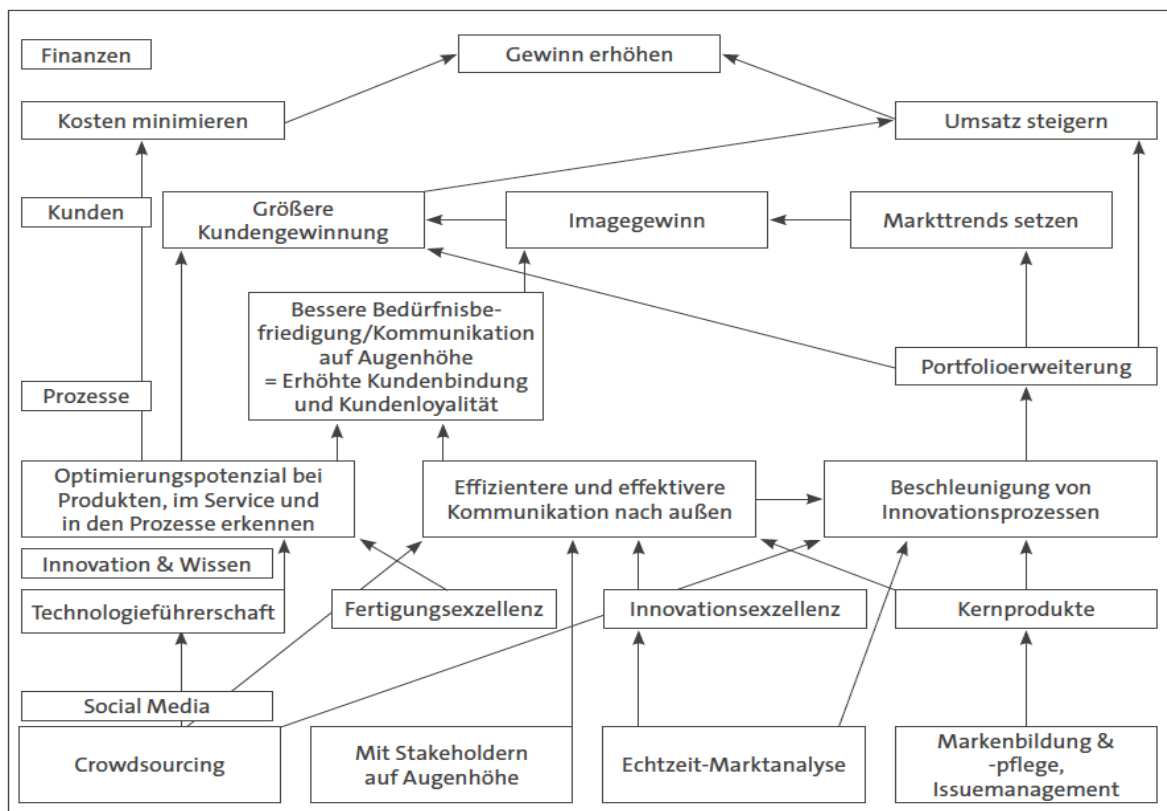 Finanzen
Gewinn erhöhen
Kosten minimieren
Umsatz steigern
Kunden
Größere
Kundengewinnung
Imagegewinn
Markttrends setzen
Bessere Bedürfnisbe-
friedigung/Kommunikation
auf Augenhöhe
= Erhöhte Kundenbindung
und Kundenloyalität
Portfolioerweiterung
Prozesse
Optimierungspotenzial bei
Produkten, im Service und
in den Prozesse erkennen
Effizientere und effektivere
Kommunikation nach außen
Beschleunigung von
Innovationsprozessen
Innovation & Wissen
Technologieführerschaft
Fertigungsexzellenz
Innovationsexzellenz
Kernprodukte
Social Media
Crowdsourcing
Mit Stakeholdern
auf Augenhöhe
Echtzeit-Marktanalyse
Markenbildung &
-pflege,
Issuemanagement